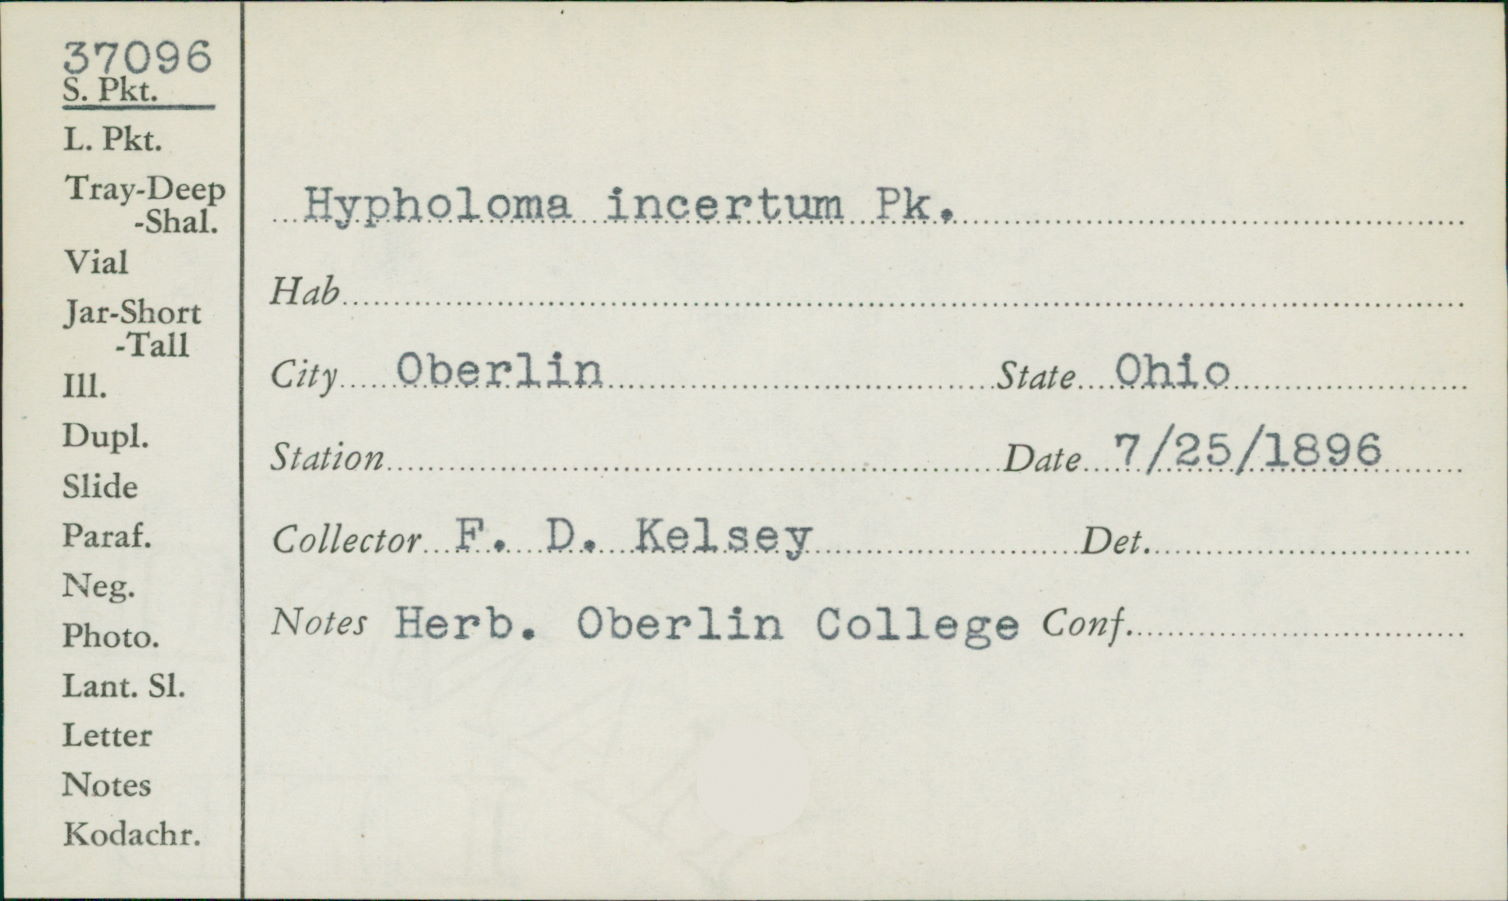 37096
S. Pkt.
L. Pkt.
Tray-Deep
-Shal.
Vial
Jar-Short
-Tall
Ill.
Dupl.
Slide
Paraf.
Neg.
Photo.
Lant. Sl.
Letter
Notes
Kodachr.
Hypholoma incertum Pk.
Hab
City Oberlin State Ohio
Station Date 7/25/1896
Collector F. D. Kelsey Det.
Notes Herb. Oberlin College Conf.